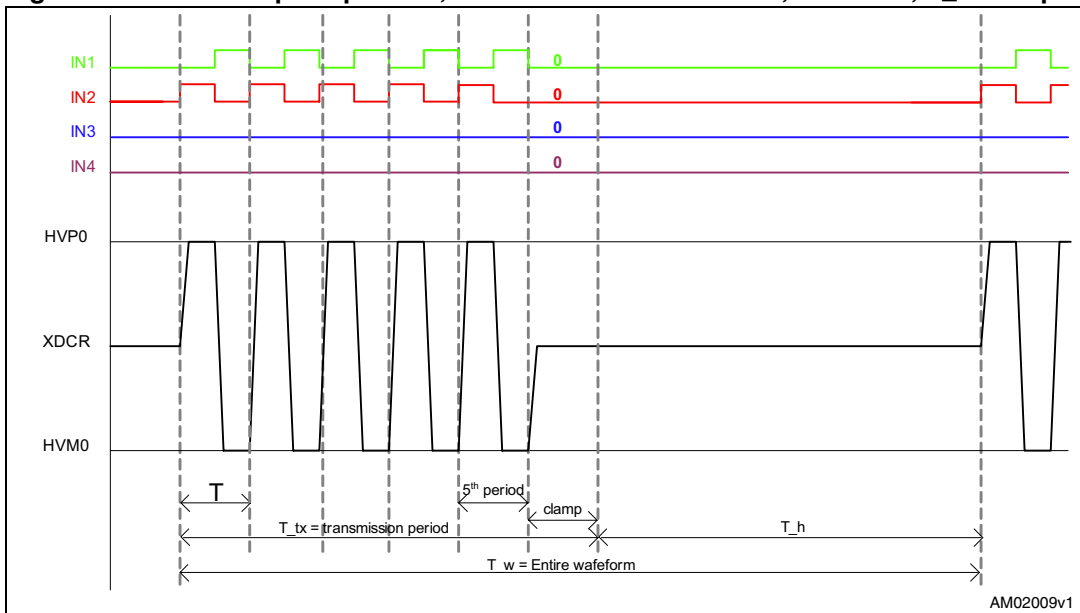 IN1
0
IN2
0
IN3
0
IN4
0
HVP0
XDCR
HVM0
T
5th period
clamp
T_tx = transmission period
T_h
T_w = Entire wafeform
AM02009v1